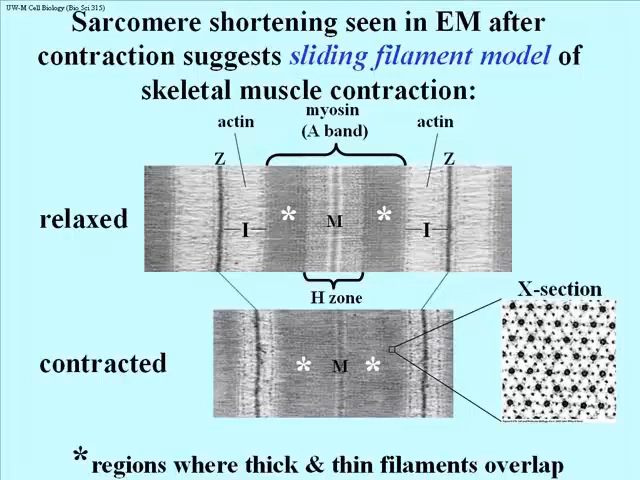 UW-M Cell Biology (Bio Sci 315)
Sarcomere shortening seen in EM after
contraction suggests sliding filament model of
skeletal muscle contraction:
myosin
(A band)
actin
actin
Z
Z
relaxed
*
M
*
I
I
H zone
X-section
contracted
*
M
*
* regions where thick & thin filaments overlap